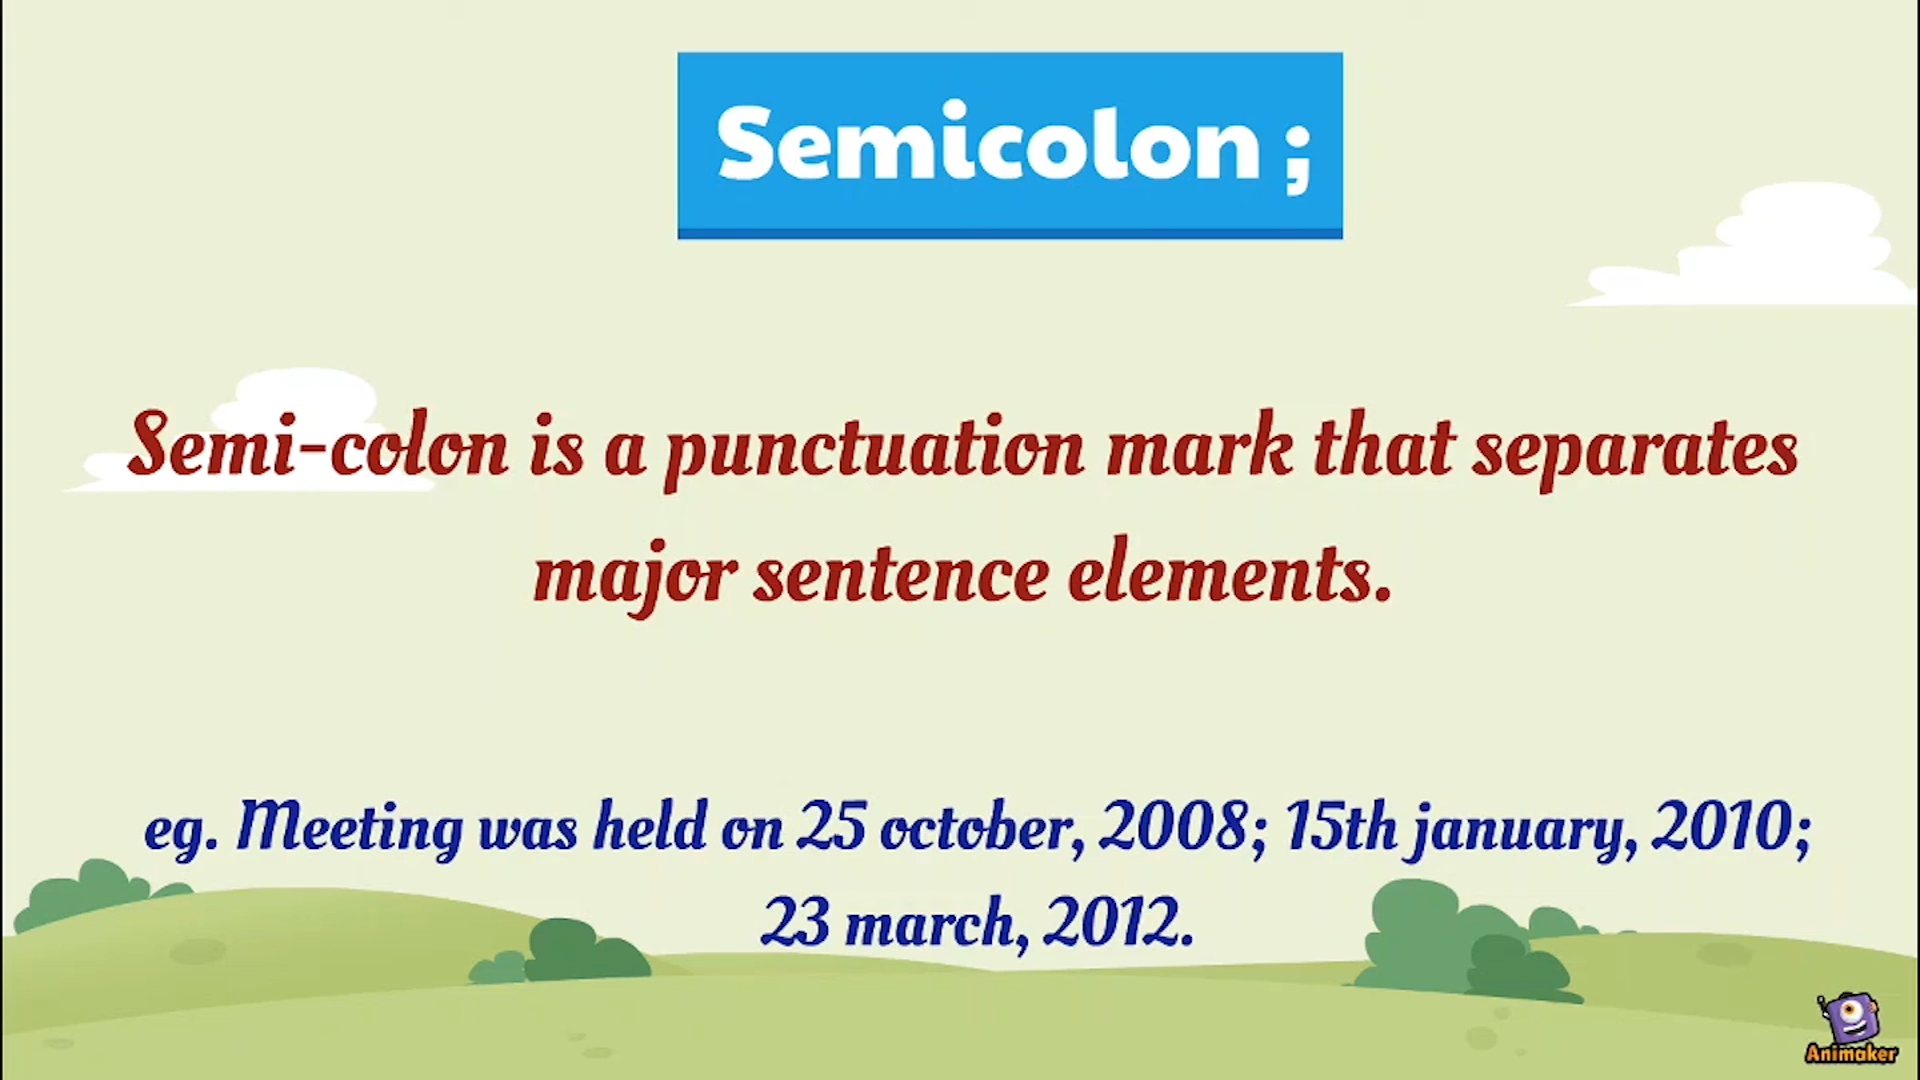 Semicolon ;
Semi-colon is a punctuation mark that separates
major sentence elements.
eg. Meeting was held on 25 october, 2008; 15th january, 2010;
23 march, 2012.
Animaker